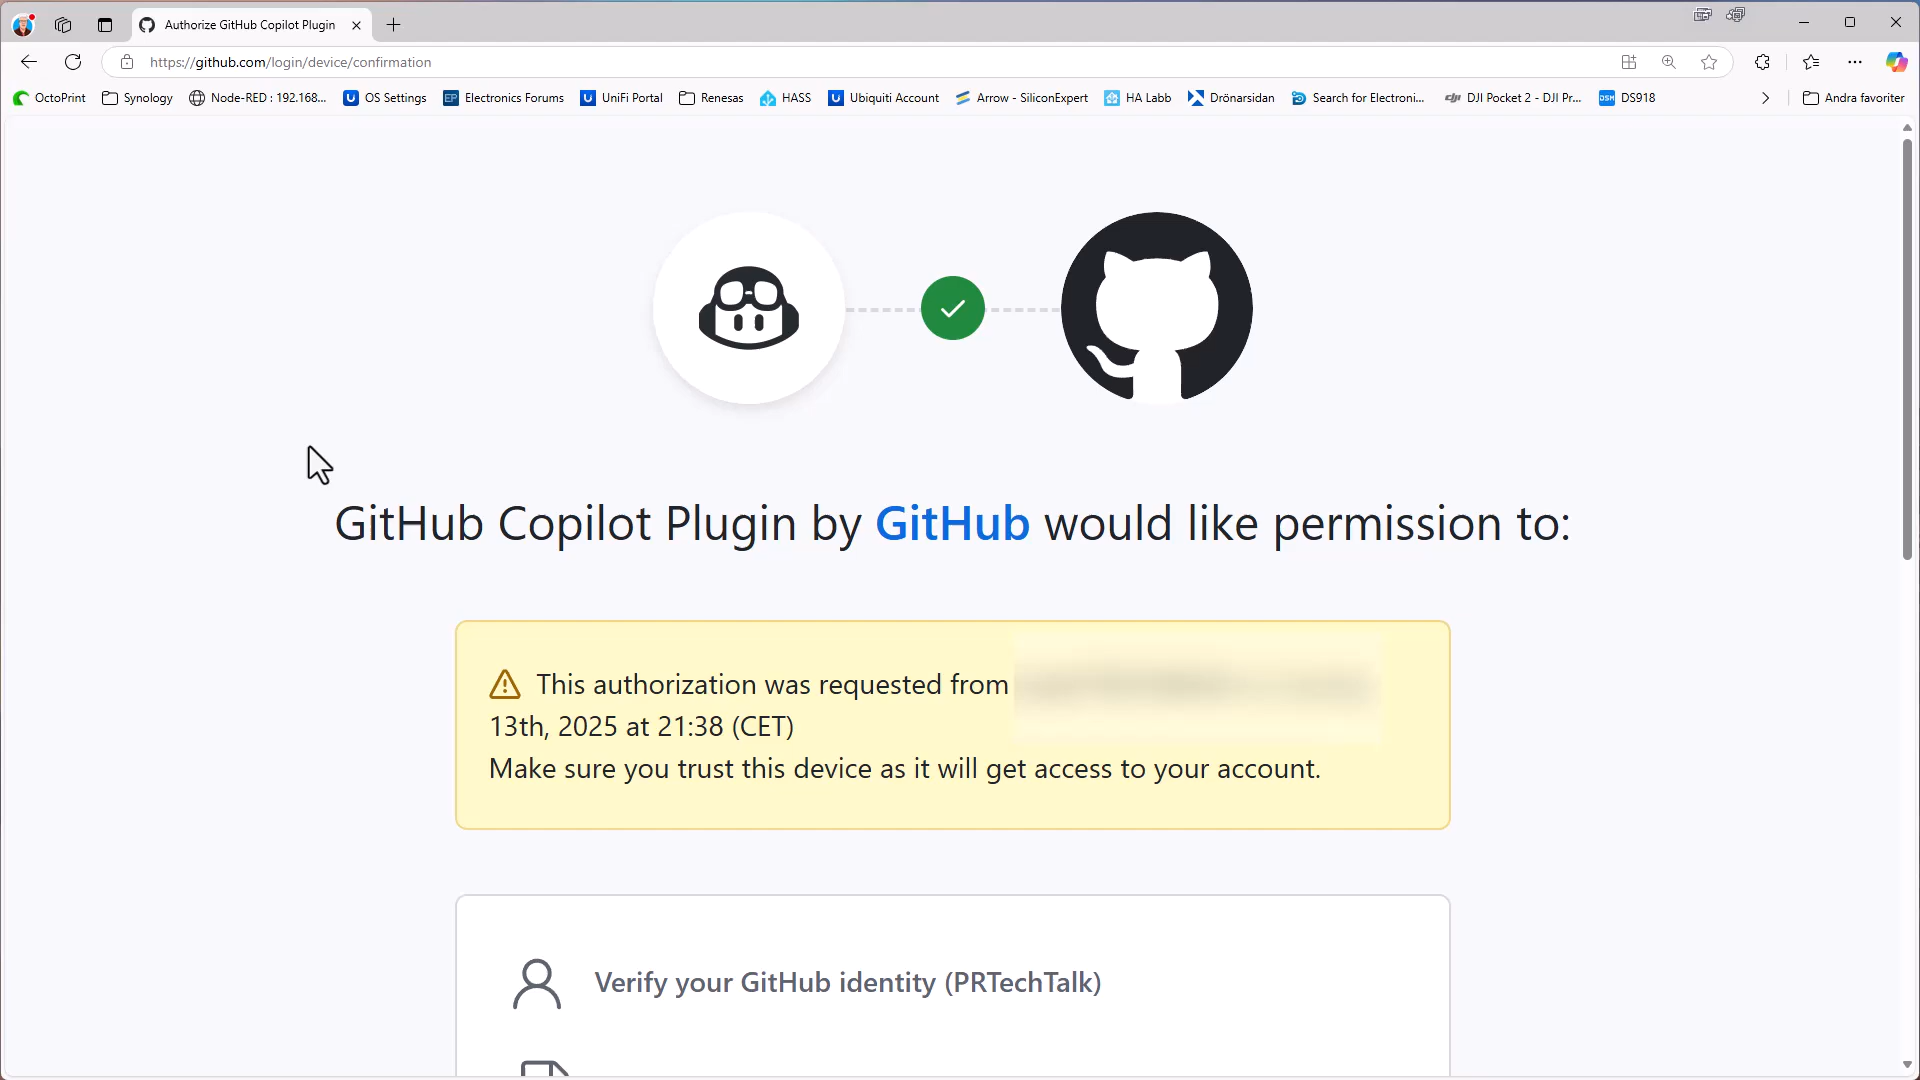 Authorize GitHub Copilot Plugin
https://github.com/login/device/confirmation
OctoPrint
Synology
Node-RED : 192.168...
OS Settings
EP
Electronics Forums
UniFi Portal
Renesas
HASS
Ubiquiti Account
Arrow - SiliconExpert
HA Labb
Drönarsidan
Search for Electroni...
DJI Pocket 2 - DJI Pr...
DSM
DS918
Andra favoriter
GitHub Copilot Plugin by GitHub would like permission to:
This authorization was requested from
13th, 2025 at 21:38 (CET)
Make sure you trust this device as it will get access to your account.
Verify your GitHub identity (PRTechTalk)